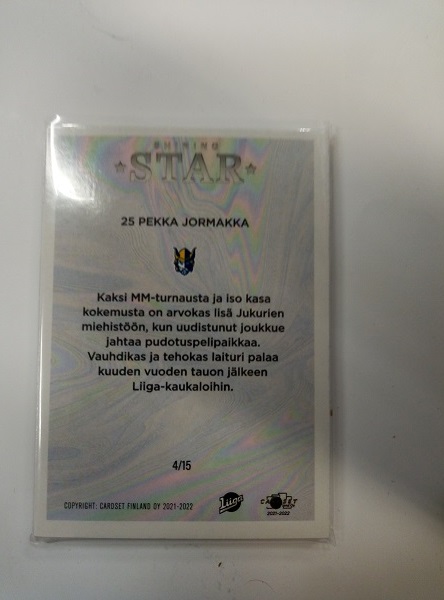 SHINING
STAR
25 PEKKA JORMAKKA
Kaksi MM-turnausta ja iso kasa
kokemusta on arvokas lisä Jukurien
miehistöön, kun uudistunut joukkue
jahtaa pudotuspelipaikkaa.
Vauhdikas ja tehokas laituri palaa
kuuden vuoden tauon jälkeen
Liiga-kaukaloihin.
4/15
COPYRIGHT: CARDSET FINLAND OY 2021-2022
Liiga
CARDSET
2021-2022